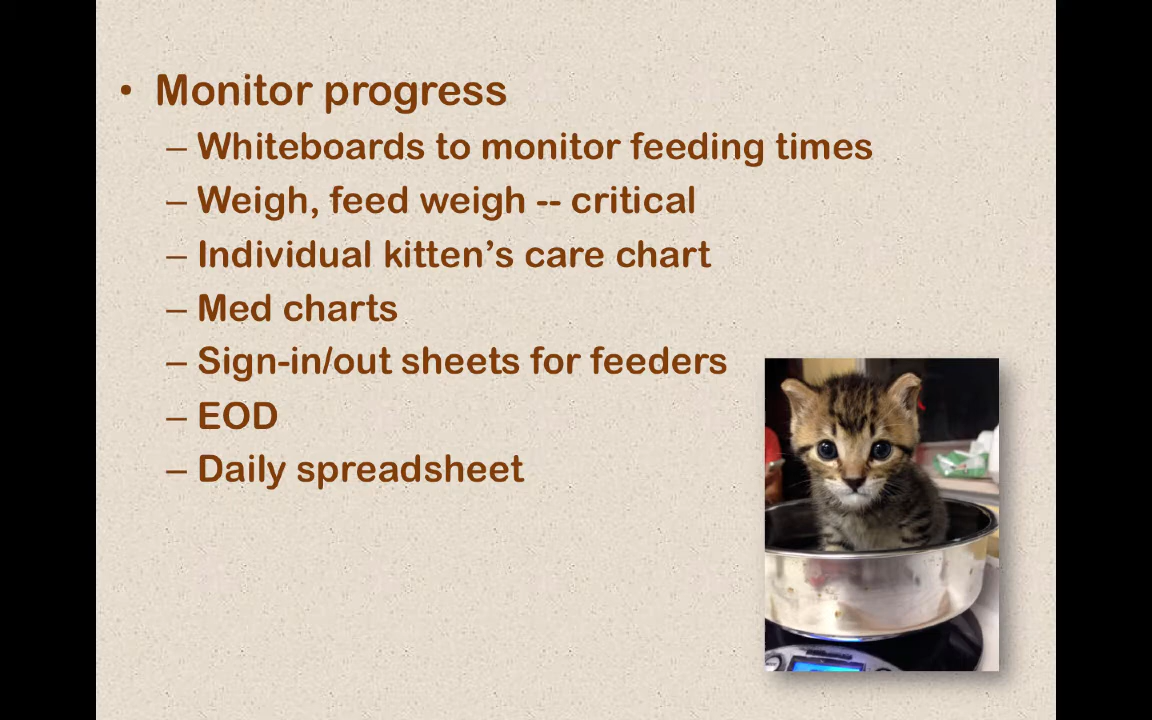 • Monitor progress
– Whiteboards to monitor feeding times
– Weigh, feed weigh -- critical
– Individual kitten’s care chart
– Med charts
– Sign-in/out sheets for feeders
– EOD
– Daily spreadsheet